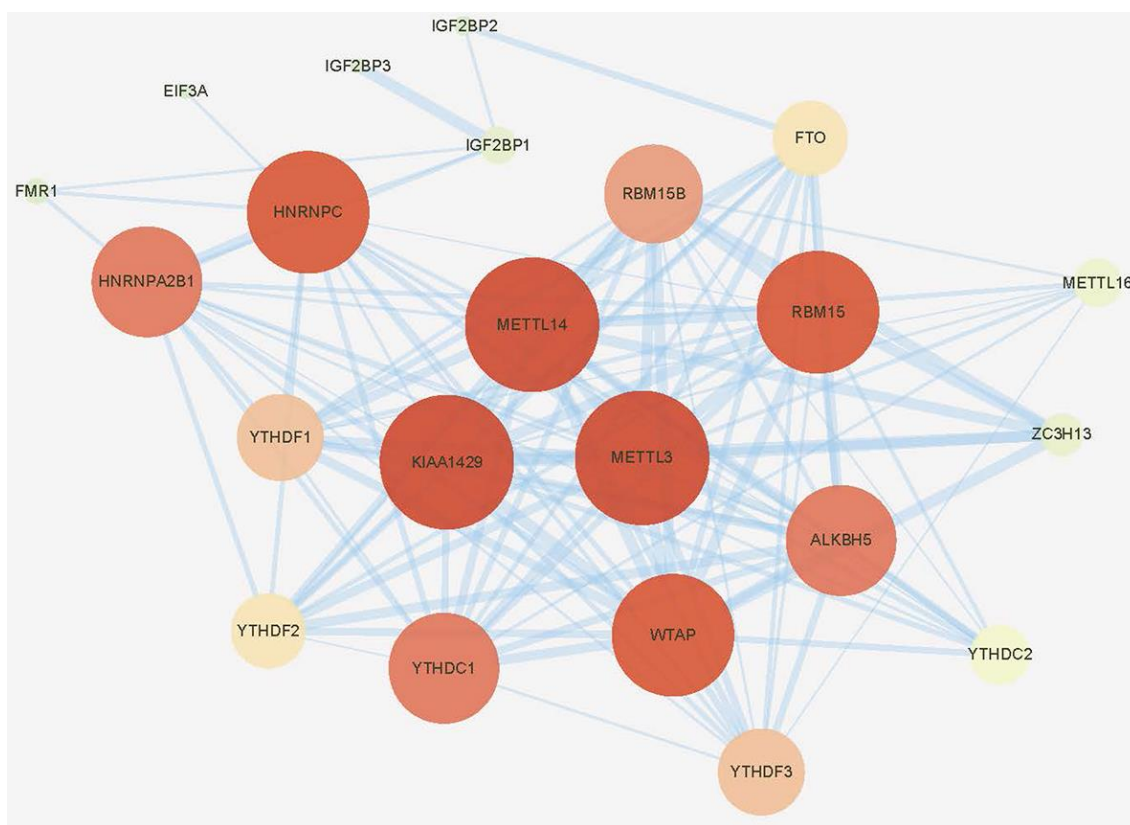 IGF2BP2
IGF2BP3
EIF3A
FTO
IGF2BP1
FMR1
RBM15B
HNRNPC
HNRNPA2B1
METTL16
RBM15
METTL14
ZC3H13
YTHDF1
METTL3
KIAA1429
ALKBH5
YTHDF2
WTAP
YTHDC2
YTHDC1
YTHDF3